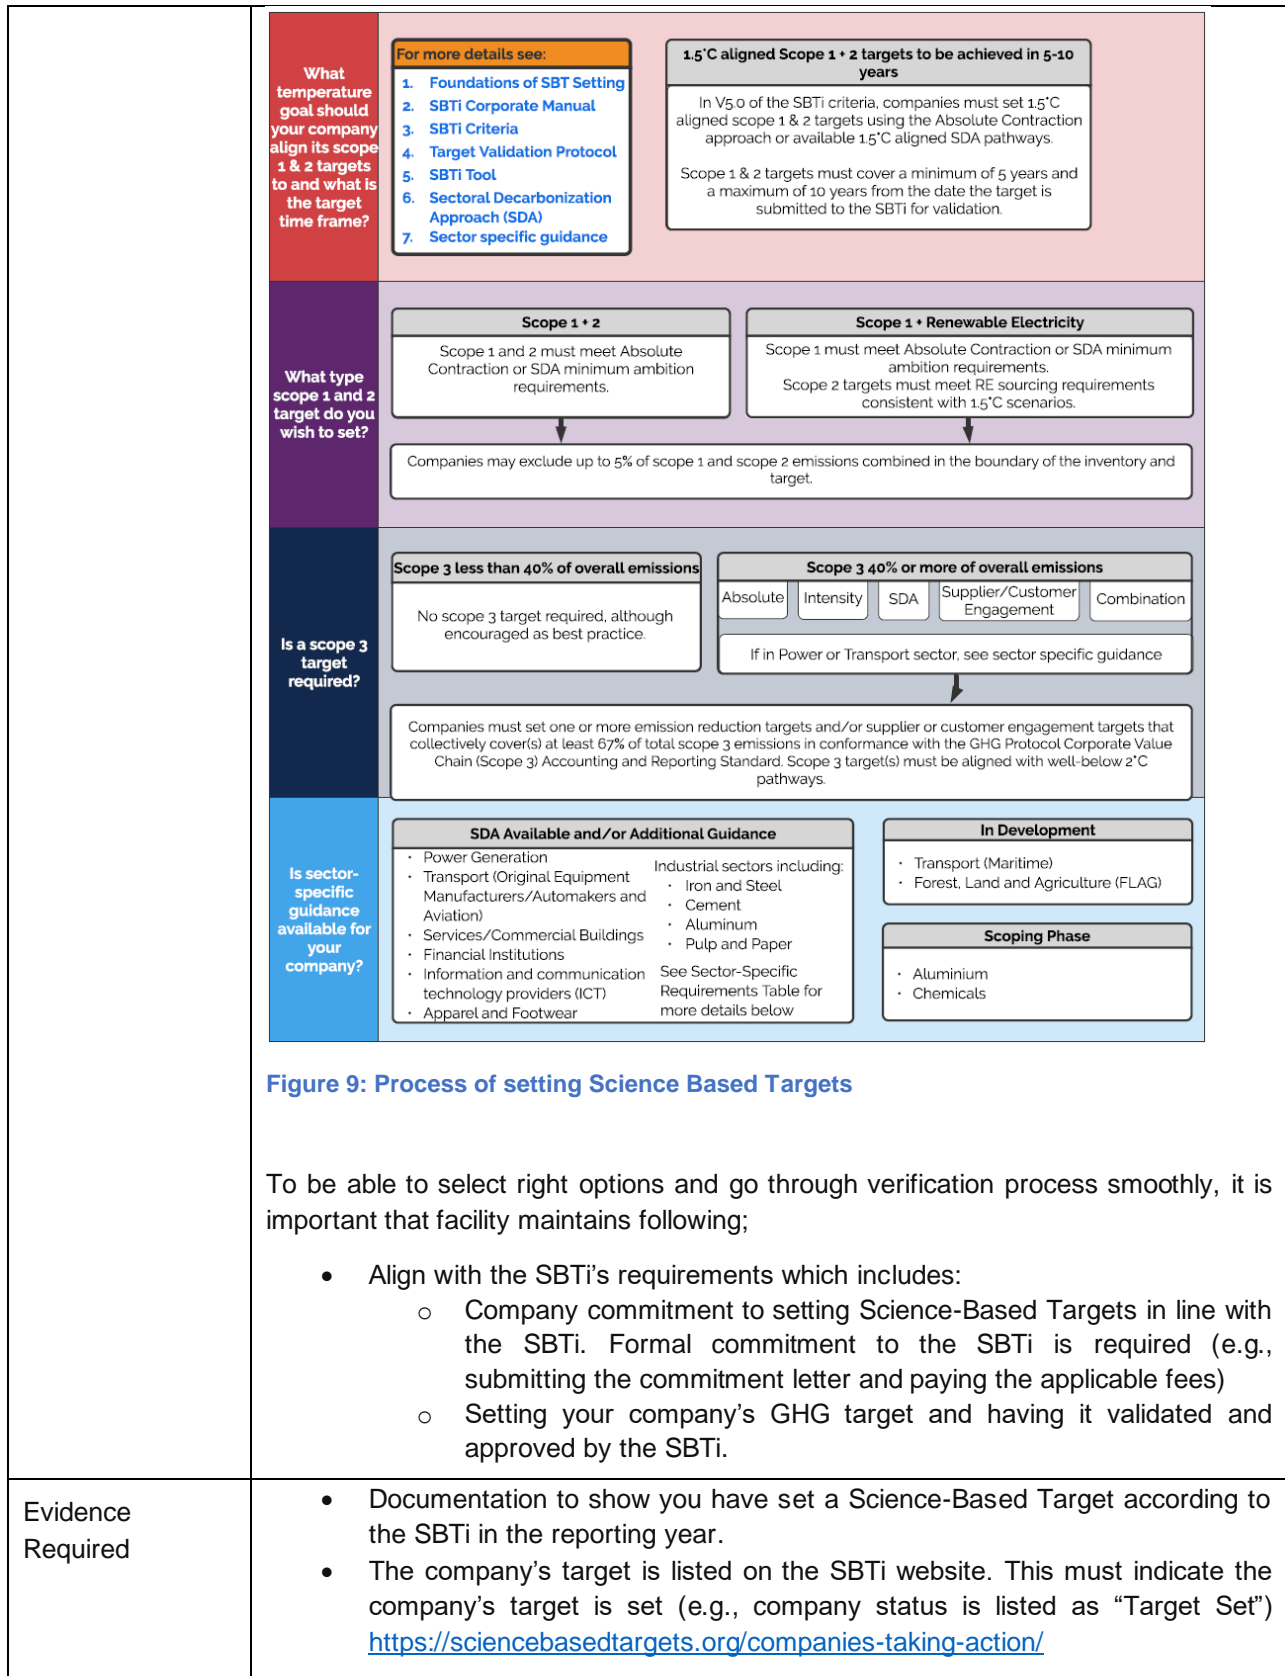 What
temperature
goal should
your company
align its scope
1 & 2 targets
to and what is
the target
time frame?
For more details see:
1. Foundations of SBT Setting
2. SBTi Corporate Manual
3. SBTi Criteria
4. Target Validation Protocol
5. SBTi Tool
6. Sectoral Decarbonization
Approach (SDA)
7. Sector specific guidance
1.5°C aligned Scope 1 + 2 targets to be achieved in 5-10
years
In V5.0 of the SBTi criteria, companies must set 1.5°C
aligned scope 1 & 2 targets using the Absolute Contraction
approach or available 1.5°C aligned SDA pathways.
Scope 1 & 2 targets must cover a minimum of 5 years and
a maximum of 10 years from the date the target is
submitted to the SBTi for validation.
What type
scope 1 and 2
target do you
wish to set?
Scope 1 + 2
Scope 1 and 2 must meet Absolute
Contraction or SDA minimum ambition
requirements.
Scope 1 + Renewable Electricity
Scope 1 must meet Absolute Contraction or SDA minimum
ambition requirements.
Scope 2 targets must meet RE sourcing requirements
consistent with 1.5°C scenarios.
Companies may exclude up to 5% of scope 1 and scope 2 emissions combined in the boundary of the inventory and
target.
Is a scope 3
target
required?
Scope 3 less than 40% of overall emissions
No scope 3 target required, although
encouraged as best practice.
Scope 3 40% or more of overall emissions
Absolute
Intensity
SDA
Supplier/Customer
Engagement
Combination
If in Power or Transport sector, see sector specific guidance
Companies must set one or more emission reduction targets and/or supplier or customer engagement targets that
collectively cover(s) at least 67% of total scope 3 emissions in conformance with the GHG Protocol Corporate Value
Chain (Scope 3) Accounting and Reporting Standard. Scope 3 target(s) must be aligned with well-below 2°C
pathways.
Is sector-
specific
guidance
available for
your
company?
SDA Available and/or Additional Guidance
· Power Generation
· Transport (Original Equipment
Manufacturers/Automakers and
Aviation)
· Services/Commercial Buildings
· Financial Institutions
· Information and communication
technology providers (ICT)
· Apparel and Footwear
Industrial sectors including:
· Iron and Steel
· Cement
· Aluminum
· Pulp and Paper
See Sector-Specific
Requirements Table for
more details below
In Development
· Transport (Maritime)
· Forest, Land and Agriculture (FLAG)
Scoping Phase
· Aluminium
· Chemicals
Figure 9: Process of setting Science Based Targets
To be able to select right options and go through verification process smoothly, it is
important that facility maintains following;
• Align with the SBTi’s requirements which includes:
o Company commitment to setting Science-Based Targets in line with
the SBTi. Formal commitment to the SBTi is required (e.g.,
submitting the commitment letter and paying the applicable fees)
o Setting your company’s GHG target and having it validated and
approved by the SBTi.
Evidence
Required
• Documentation to show you have set a Science-Based Target according to
the SBTi in the reporting year.
• The company’s target is listed on the SBTi website. This must indicate the
company’s target is set (e.g., company status is listed as “Target Set”)
https://sciencebasedtargets.org/companies-taking-action/